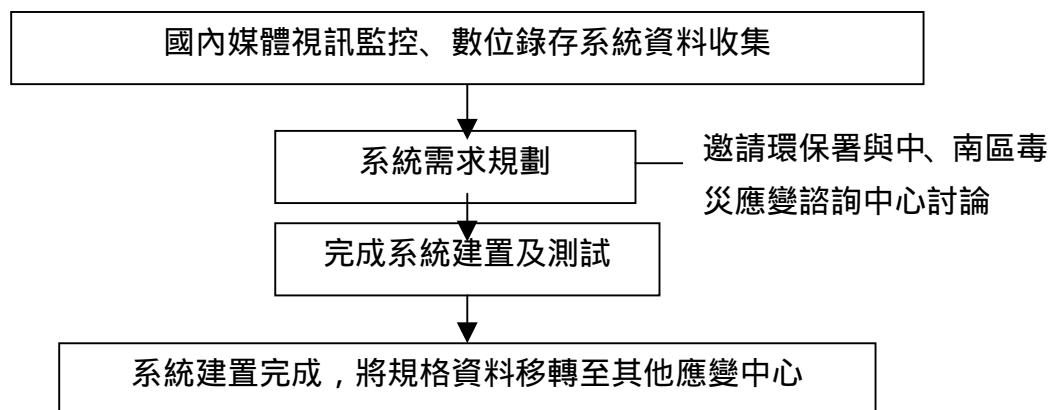 國內媒體視訊監控、數位錄存系統資料收集
系統需求規劃
邀請環保署與中、南區毒
災應變諮詢中心討論
完成系統建置及測試
系統建置完成，將規格資料移轉至其他應變中心